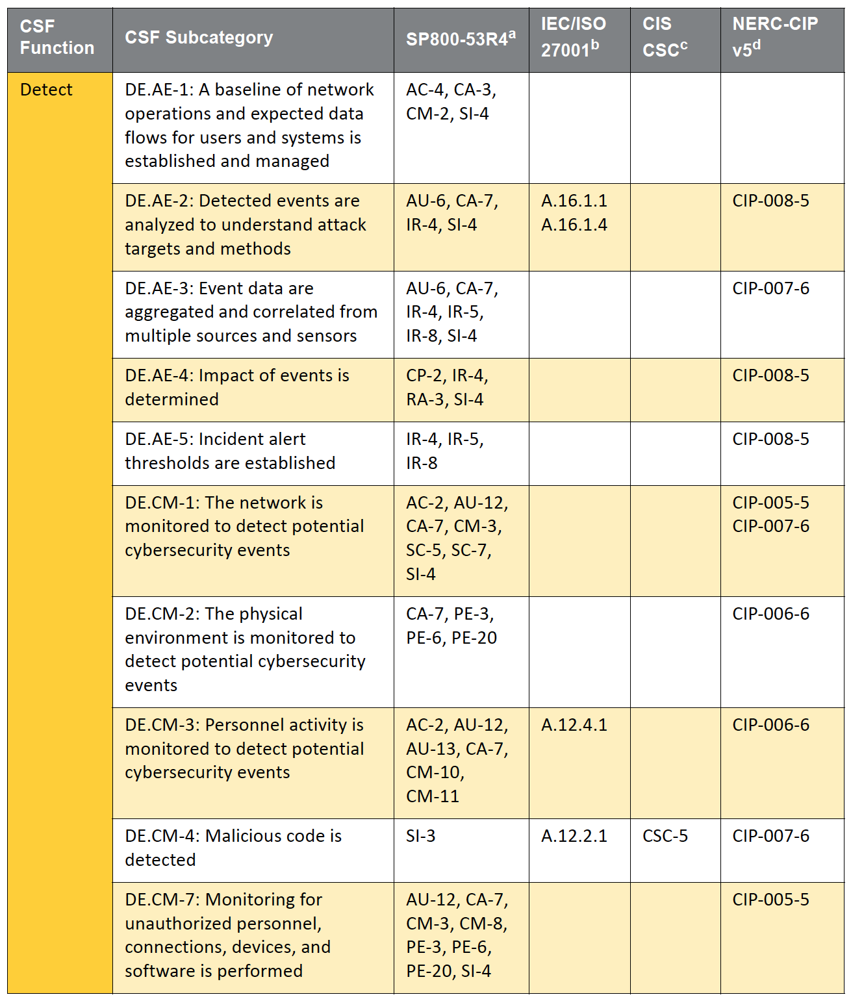 CSF
Function
CSF Subcategory
SP800-53R4a
IEC/ISO
27001b
CIS
CSCc
NERC-CIP
v5d
Detect
DE.AE-1: A baseline of network
operations and expected data
flows for users and systems is
established and managed
AC-4, CA-3,
CM-2, SI-4
DE.AE-2: Detected events are
analyzed to understand attack
targets and methods
AU-6, CA-7,
IR-4, SI-4
A.16.1.1
A.16.1.4
CIP-008-5
DE.AE-3: Event data are
aggregated and correlated from
multiple sources and sensors
AU-6, CA-7,
IR-4, IR-5,
IR-8, SI-4
CIP-007-6
DE.AE-4: Impact of events is
determined
CP-2, IR-4,
RA-3, SI-4
CIP-008-5
DE.AE-5: Incident alert
thresholds are established
IR-4, IR-5,
IR-8
CIP-008-5
DE.CM-1: The network is
monitored to detect potential
cybersecurity events
AC-2, AU-12,
CA-7, CM-3,
SC-5, SC-7,
SI-4
CIP-005-5
CIP-007-6
DE.CM-2: The physical
environment is monitored to
detect potential cybersecurity
events
CA-7, PE-3,
PE-6, PE-20
CIP-006-6
DE.CM-3: Personnel activity is
monitored to detect potential
cybersecurity events
AC-2, AU-12,
AU-13, CA-7,
CM-10,
CM-11
A.12.4.1
CIP-006-6
DE.CM-4: Malicious code is
detected
SI-3
A.12.2.1
CSC-5
CIP-007-6
DE.CM-7: Monitoring for
unauthorized personnel,
connections, devices, and
software is performed
AU-12, CA-7,
CM-3, CM-8,
PE-3, PE-6,
PE-20, SI-4
CIP-005-5